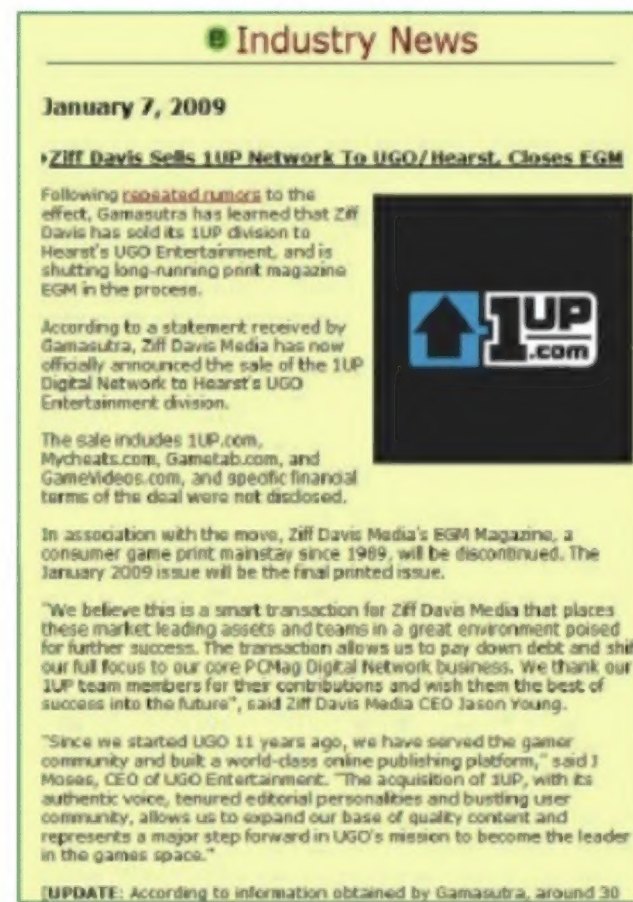 Industry News
January 7, 2009
Ziff Davis Sells 1UP Network To UGO/Hearst, Closes EGM
Following repeated rumors to the
effect, Gamasutra has learned that Ziff
Davis has sold its 1UP division to
Hearst's UGO Entertainment, and is
shutting long-running print magazine
EGM in the process.
1UP
.com
According to a statement received by
Gamasutra, Ziff Davis Media has now
officially announced the sale of the 1UP
Digital Network to Hearst's UGO
Entertainment division.
The sale includes 1UP.com,
Mycheats.com, Gametab.com, and
GameVideos.com, and specific financial
terms of the deal were not disclosed.
In association with the move, Ziff Davis Media's EGM Magazine, a
consumer game print mainstay since 1989, will be discontinued. The
January 2009 issue will be the final printed issue.
"We believe this is a smart transaction for Ziff Davis Media that places
these market leading assets and teams in a great environment poised
for further success. The transaction allows us to pay down debt and shif
our full focus to our core PCMag Digital Network business. We thank our
1UP team members for their contributions and wish them the best of
success into the future", said Ziff Davis Media CEO Jason Young.
"Since we started UGO 11 years ago, we have served the gamer
community and built a world-class online publishing platform," said J
Moses, CEO of UGO Entertainment. "The acquisition of 1UP, with its
authentic voice, tenured editorial personalities and bustling user
community, allows us to expand our base of quality content and
represents a major step forward in UGO's mission to become the leader
in the games space."
[UPDATE: According to information obtained by Gamasutra, around 30